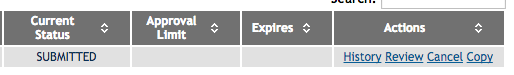 Search:
Current Status Approval Limit Expires Actions
SUBMITTED History Review Cancel Copy